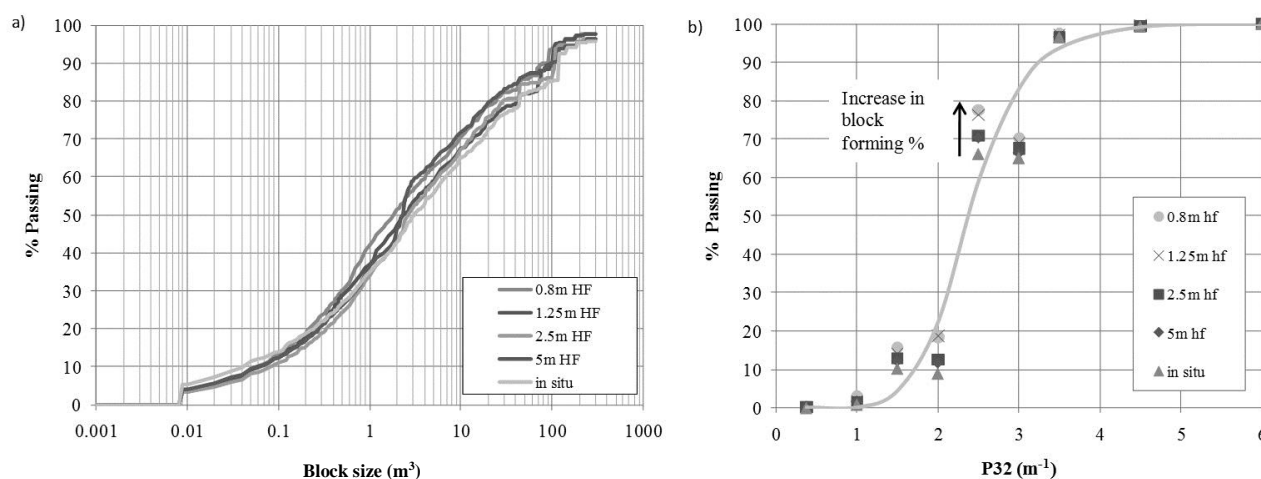 a)
% Passing
100
90
80
70
60
50
40
30
20
10
0
0.001 0.01 0.1 1 10 100 1000
Block size (m³)
0.8m HF
1.25m HF
2.5m HF
5m HF
in situ
b)
% Passing
100
90
80
70
60
50
40
30
20
10
0
0 1 2 3 4 5 6
P32 (m⁻¹)
Increase in
block
forming %
0.8m hf
1.25m hf
2.5m hf
5m hf
in situ